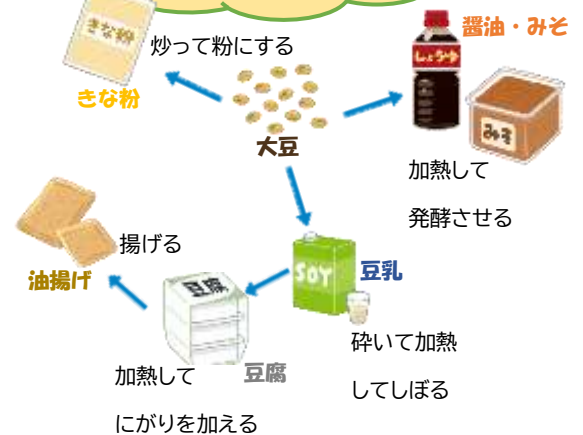 きな粉
炒って粉にする
きな粉
大豆
醤油・みそ
しょうゆ
みそ
加熱して
発酵させる
揚げる
油揚げ
SOY
豆乳
豆腐
砕いて加熱
してしぼる
加熱して
豆腐
にがりを加える